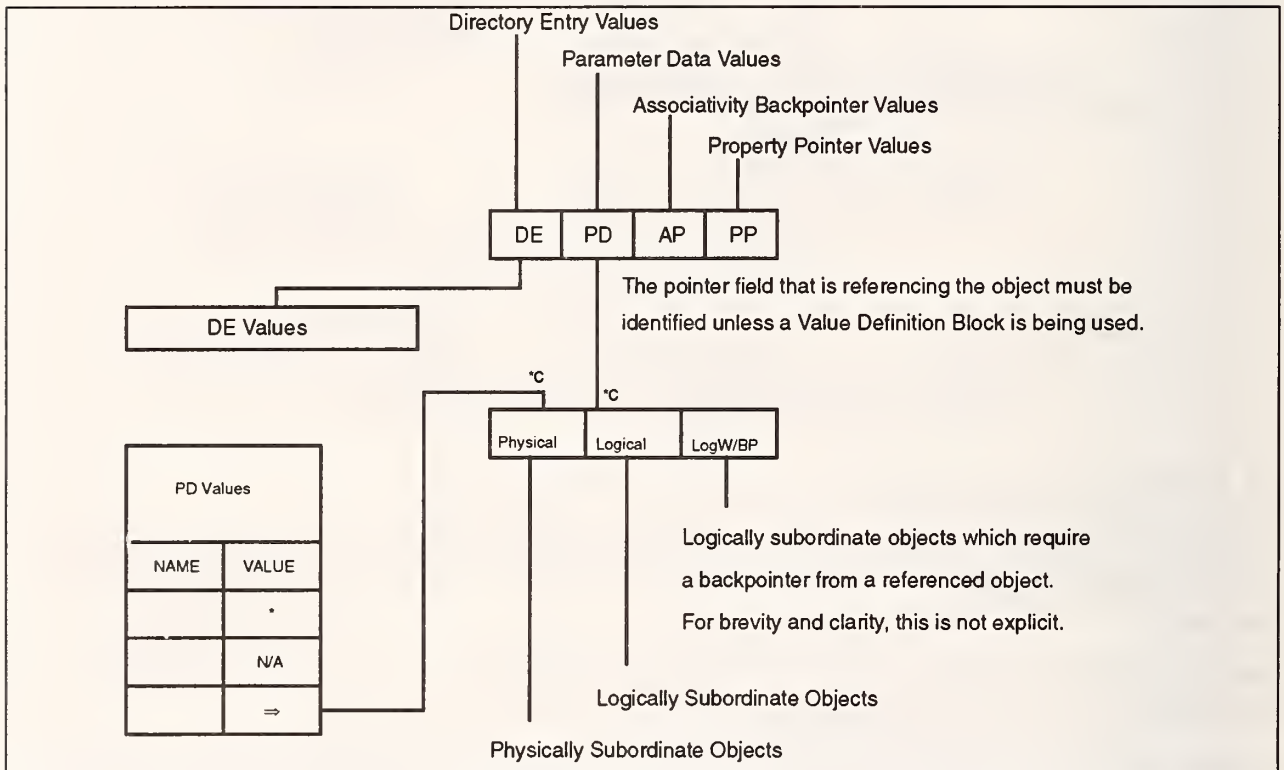 Directory Entry Values
Parameter Data Values
Associativity Backpointer Values
Property Pointer Values
DE PD AP PP
The pointer field that is referencing the object must be
identified unless a Value Definition Block is being used.
DE Values
*C
*C
Physical Logical LogW/BP
PD Values
NAME VALUE
*
N/A
⇒
Logically subordinate objects which require
a backpointer from a referenced object.
For brevity and clarity, this is not explicit.
Logically Subordinate Objects
Physically Subordinate Objects